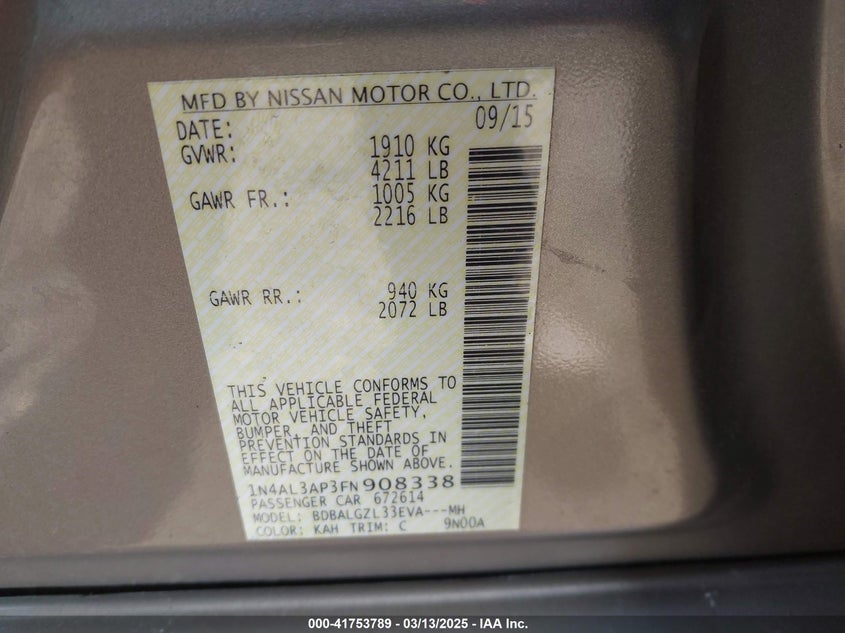 MFD BY NISSAN MOTOR CO., LTD.
DATE: 09/15
GVWR: 1910 KG
4211 LB
GAWR FR.: 1005 KG
2216 LB
GAWR RR.: 940 KG
2072 LB
THIS VEHICLE CONFORMS TO
ALL APPLICABLE FEDERAL
MOTOR VEHICLE SAFETY,
BUMPER, AND THEFT
PREVENTION STANDARDS IN
EFFECT ON THE DATE OF
MANUFACTURE SHOWN ABOVE.
1N4AL3AP3FN908338
PASSENGER CAR 672614
MODEL: BDBALGZL33EVA---MH
COLOR: KAH TRIM: C 9N00A
000-41753789 / 03/13/2025 - IAA Inc.